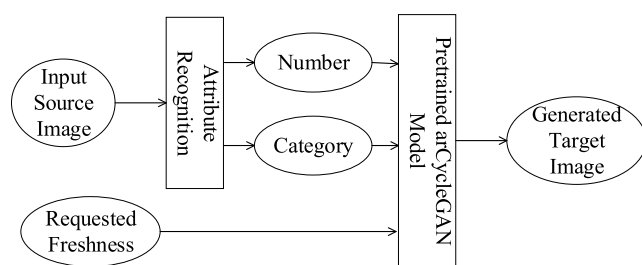 Input
Source
Image
Attribute
Recognition
Number
Category
Requested
Freshness
Pretrained arCycleGAN
Model
Generated
Target
Image